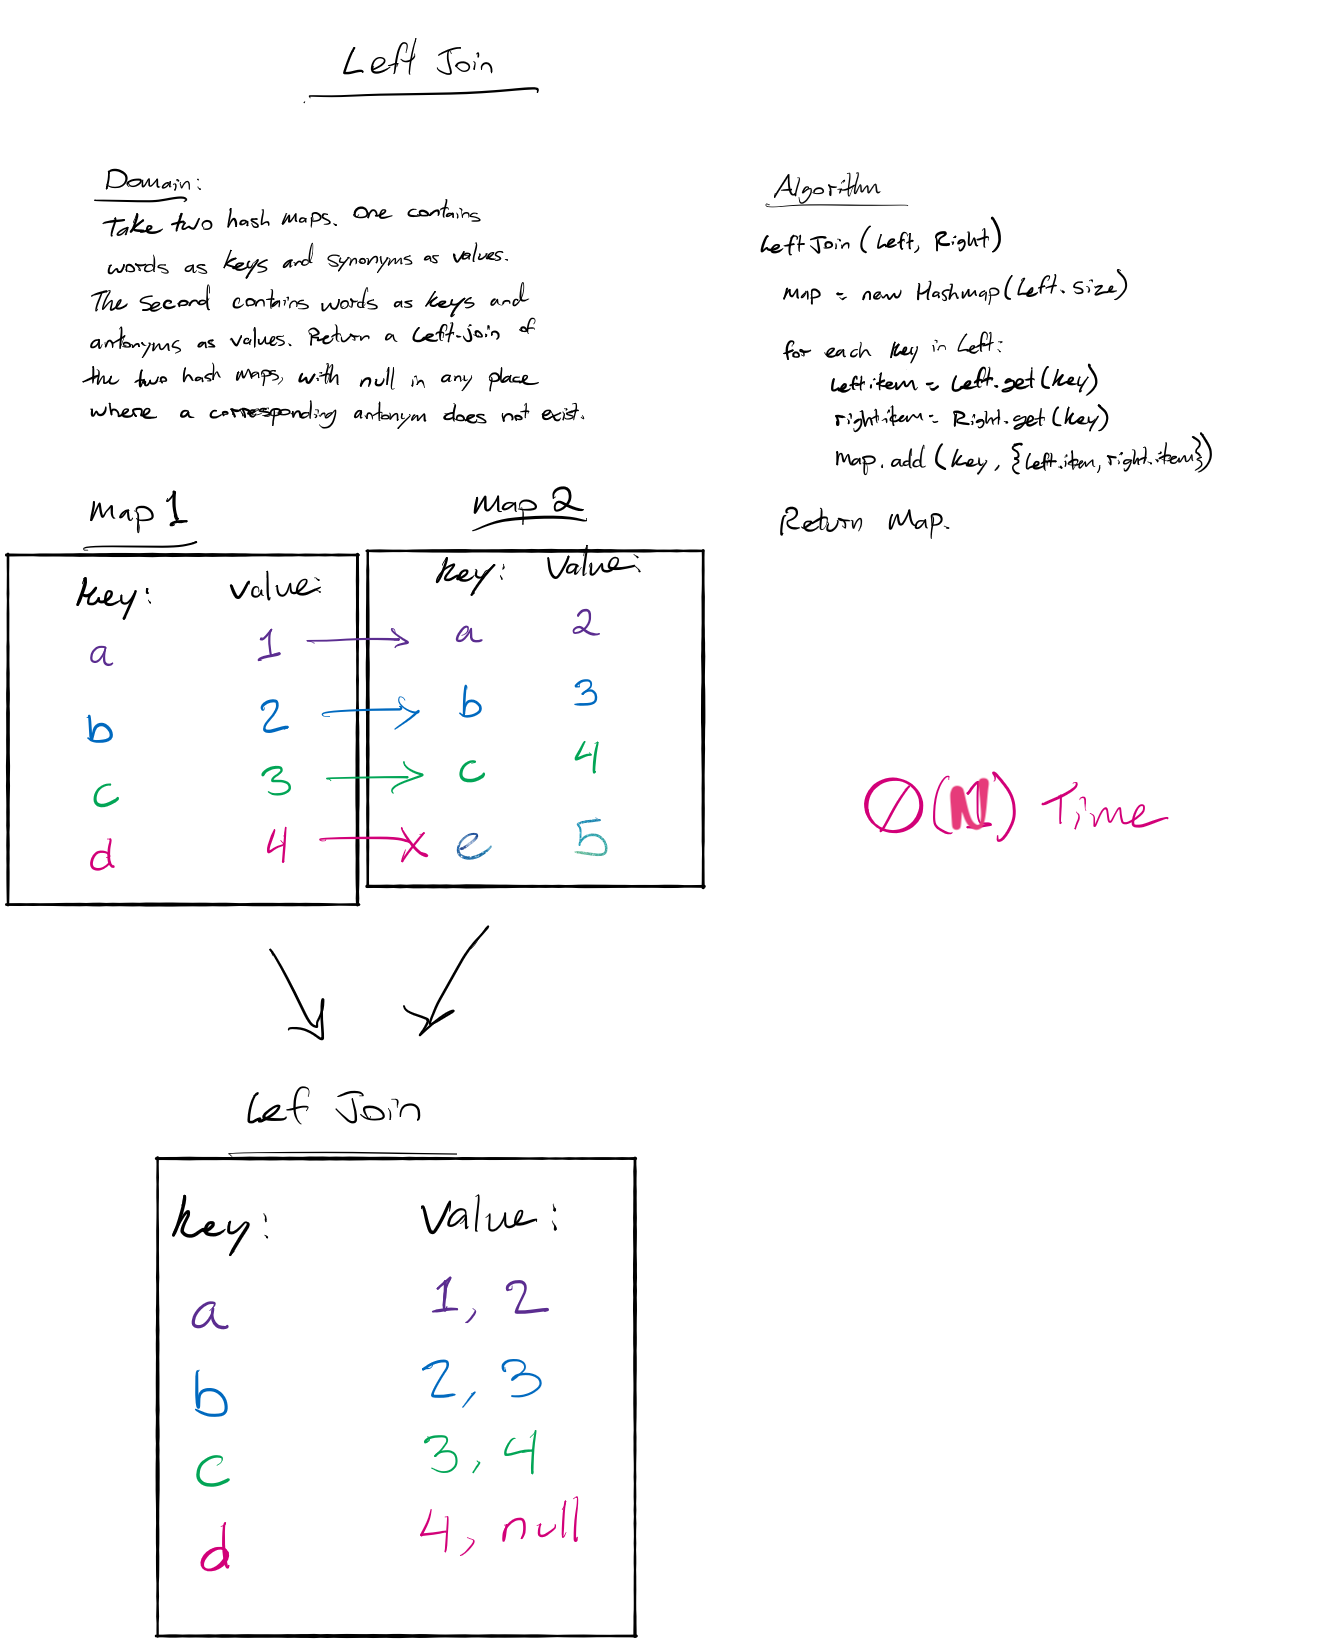 Left Join
Domain:
Take two hash maps. One contains
words as keys and synonyms as values.
The second contains words as keys and
antonyms as values. Return a Left-join of
the two hash maps, with null in any place
where a corresponding antonym does not exist.
Algorithm
LeftJoin (Left, Right)
map = new Hashmap (Left.size)
for each key in Left:
Left.item = Left.get (key)
right.item = Right.get (key)
Map.add (key, {Left.item, right.item})
Return Map.
Map 1
Key: Value:
a 1
b 2
c 3
d 4
Map 2
Key: Value:
a 2
b 3
c 4
e 5
Time
Lef Join
Key: Value:
a 1, 2
b 2, 3
c 3, 4
d 4, null